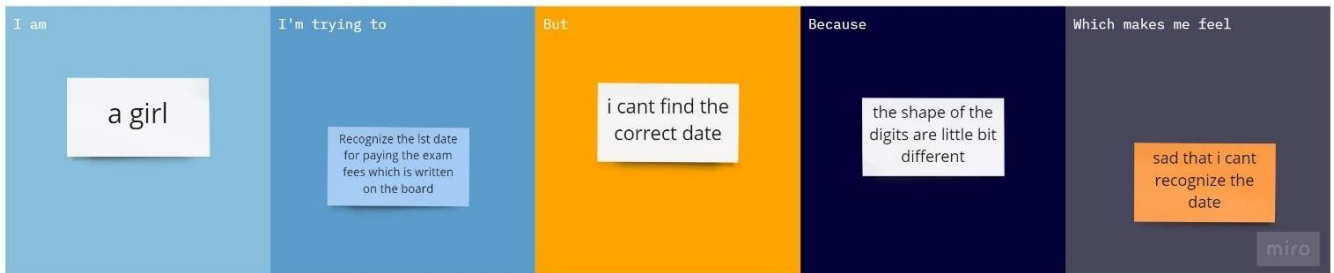 I am
a girl
I'm trying to
Recognize the lst date
for paying the exam
fees which is written
on the board
But
i cant find the
correct date
Because
the shape of the
digits are little bit
different
Which makes me feel
sad that i cant
recognize the
date
miro